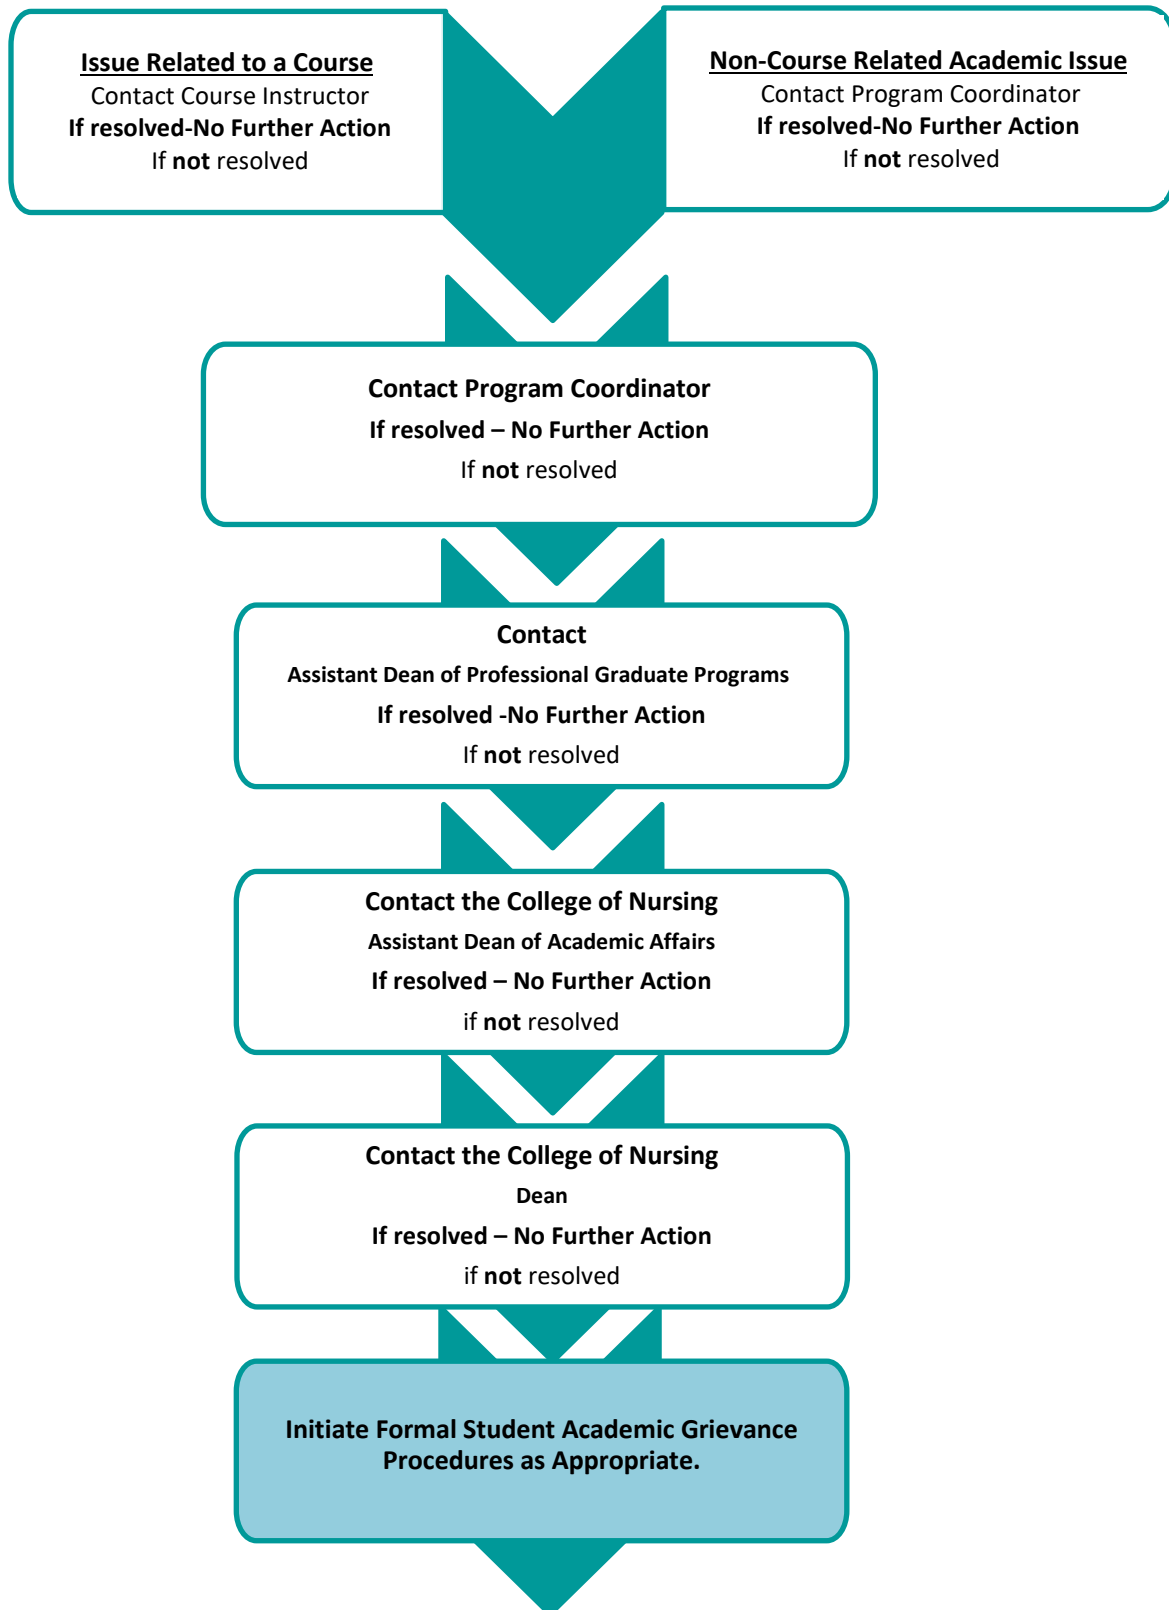 Issue Related to a Course
Contact Course Instructor
If resolved-No Further Action
If not resolved
Non-Course Related Academic Issue
Contact Program Coordinator
If resolved-No Further Action
If not resolved
Contact Program Coordinator
If resolved – No Further Action
If not resolved
Contact
Assistant Dean of Professional Graduate Programs
If resolved -No Further Action
If not resolved
Contact the College of Nursing
Assistant Dean of Academic Affairs
If resolved – No Further Action
if not resolved
Contact the College of Nursing
Dean
If resolved – No Further Action
if not resolved
Initiate Formal Student Academic Grievance
Procedures as Appropriate.